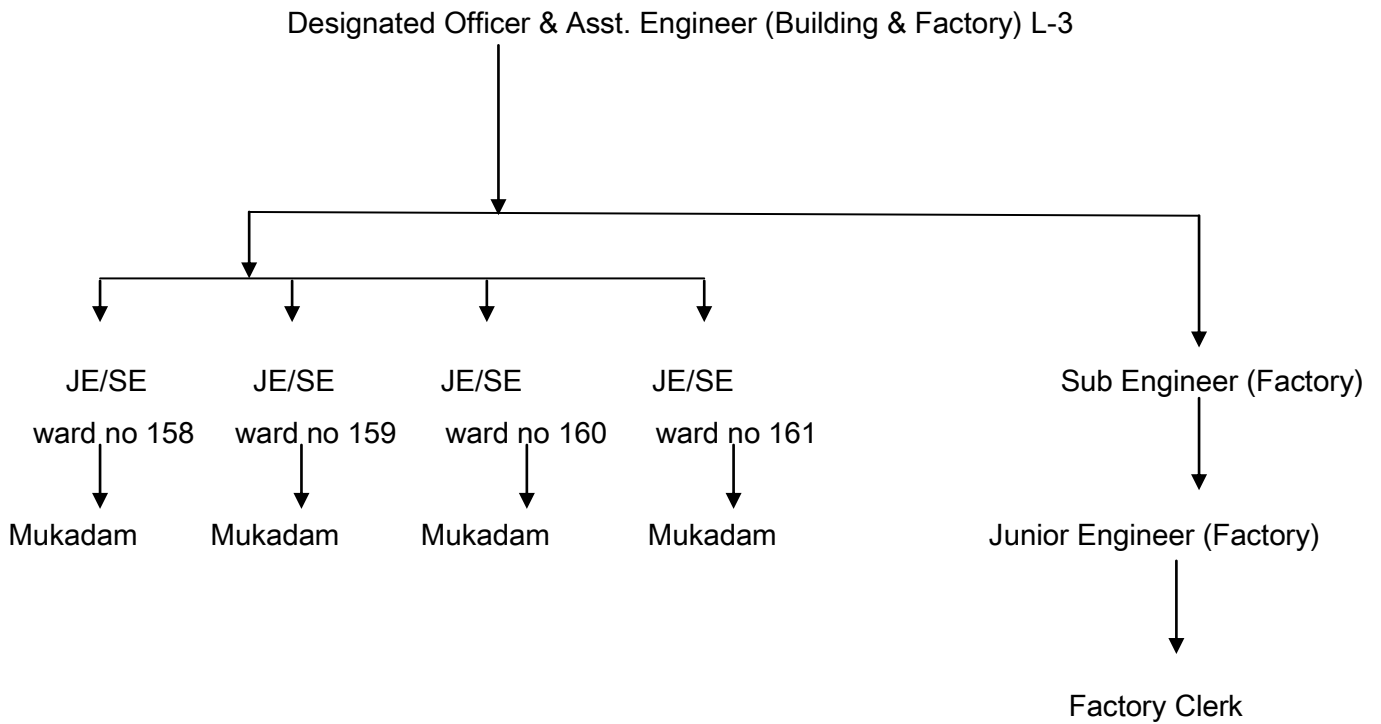 Designated Officer & Asst. Engineer (Building & Factory) L-3
JE/SE JE/SE JE/SE JE/SE Sub Engineer (Factory)
ward no 158 ward no 159 ward no 160 ward no 161
Mukadam Mukadam Mukadam Mukadam Junior Engineer (Factory)
Factory Clerk